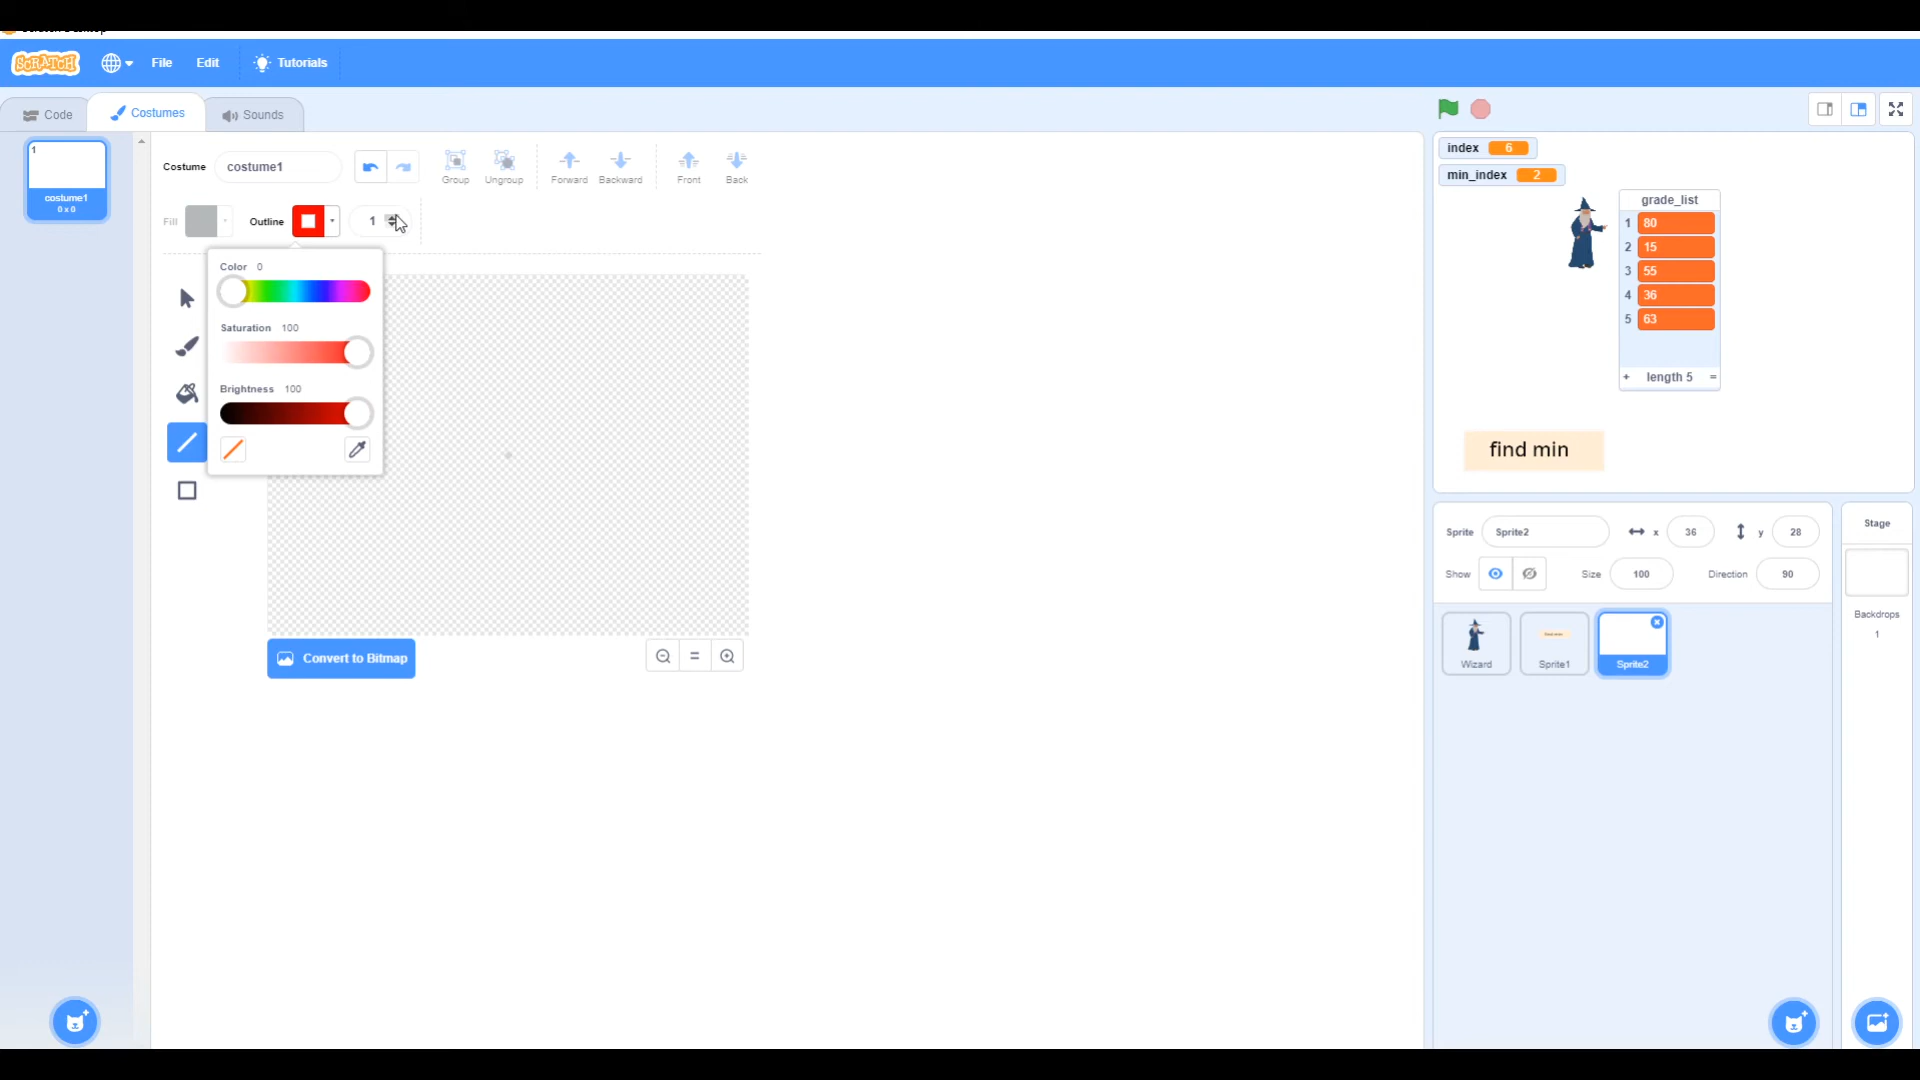 SCRATCH File Edit Tutorials
Code Costumes Sounds
1
costume1
0 x 0
Costume costume1 Group Ungroup Forward Backward Front Back
Fill Outline 1
Color 0
Saturation 100
Brightness 100
Convert to Bitmap
index 6
min_index 2
grade_list
1 80
2 15
3 55
4 36
5 63
+ length 5 =
find min
Sprite Sprite2 x 36 y 28
Show Size 100 Direction 90
Wizard
find min
Sprite1
Sprite2
Stage
Backdrops
1